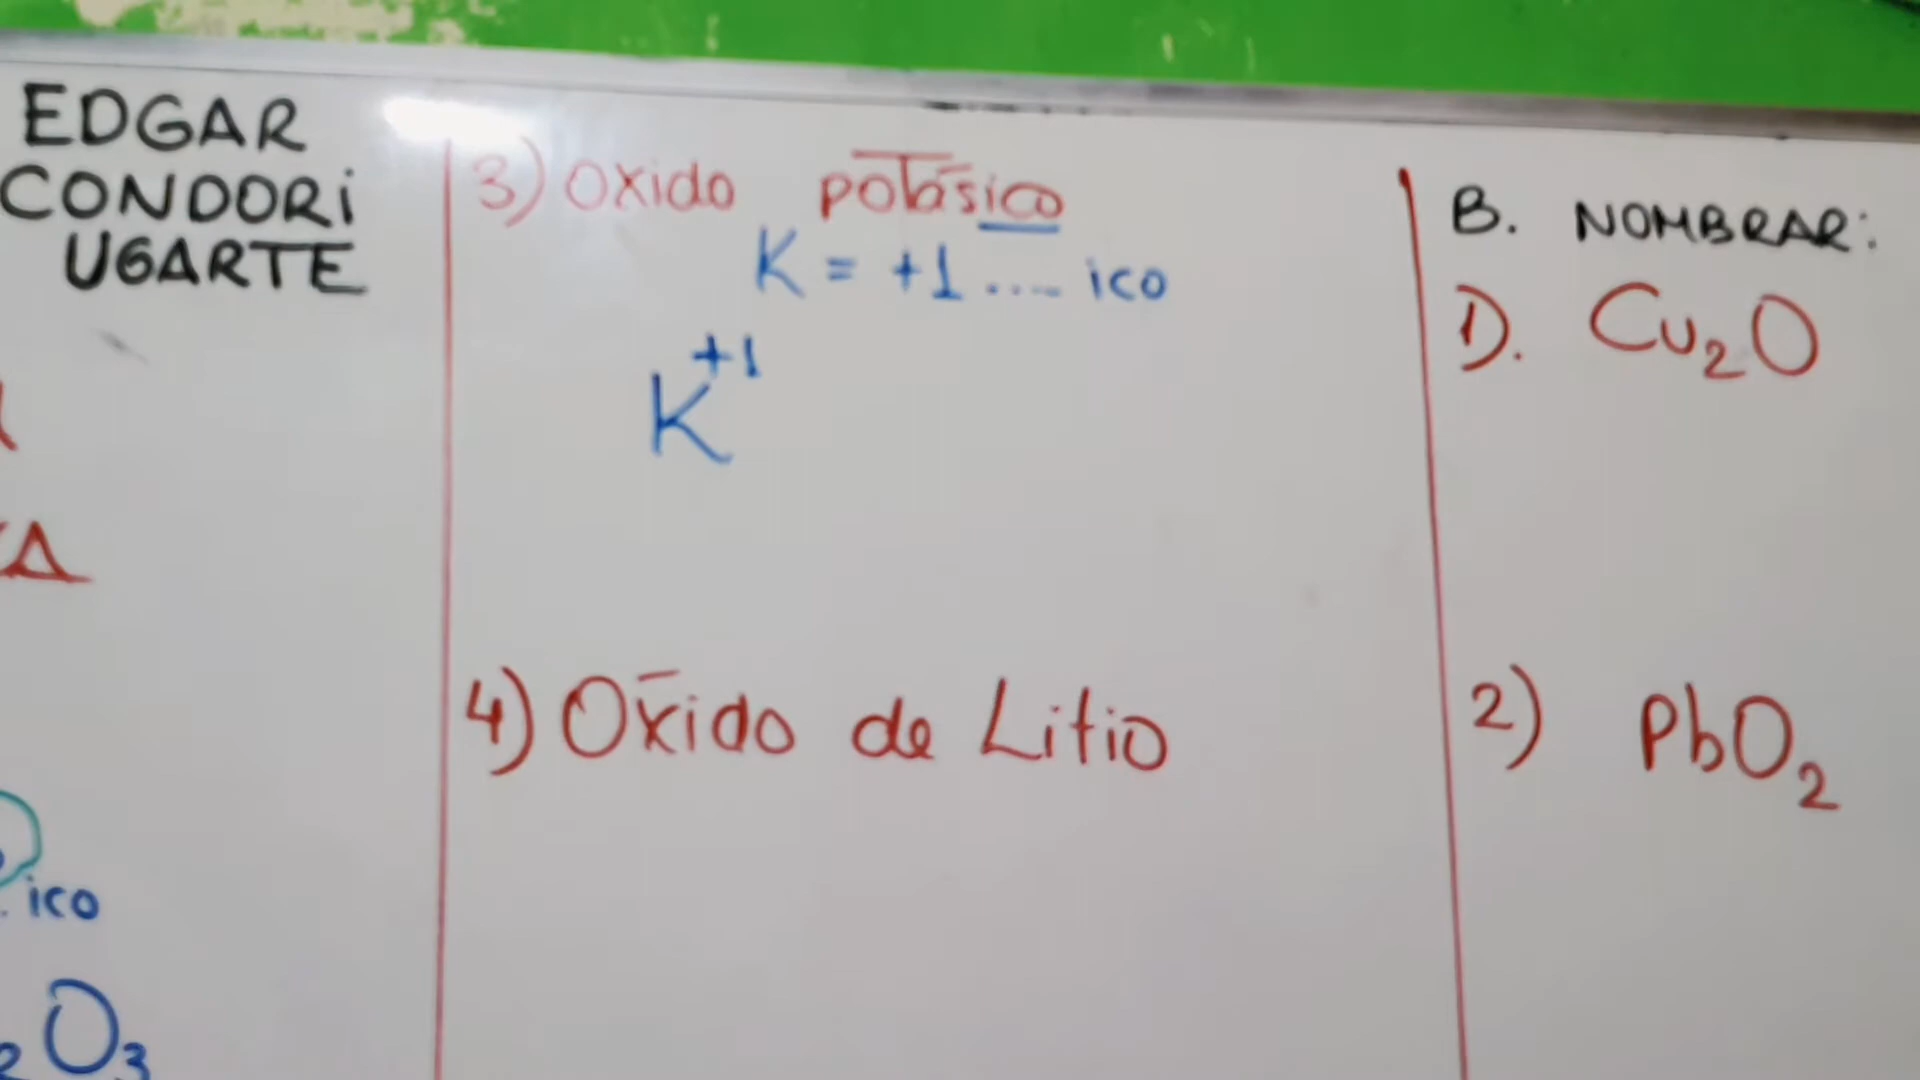 EDGAR
CONDORi
UGARTE
ico
O3
3) Oxido potásico
K = +1 .... ico
K+1
4) Oxido de Litio
B. NOMBRAR:
1). Cu2O
2) PbO2